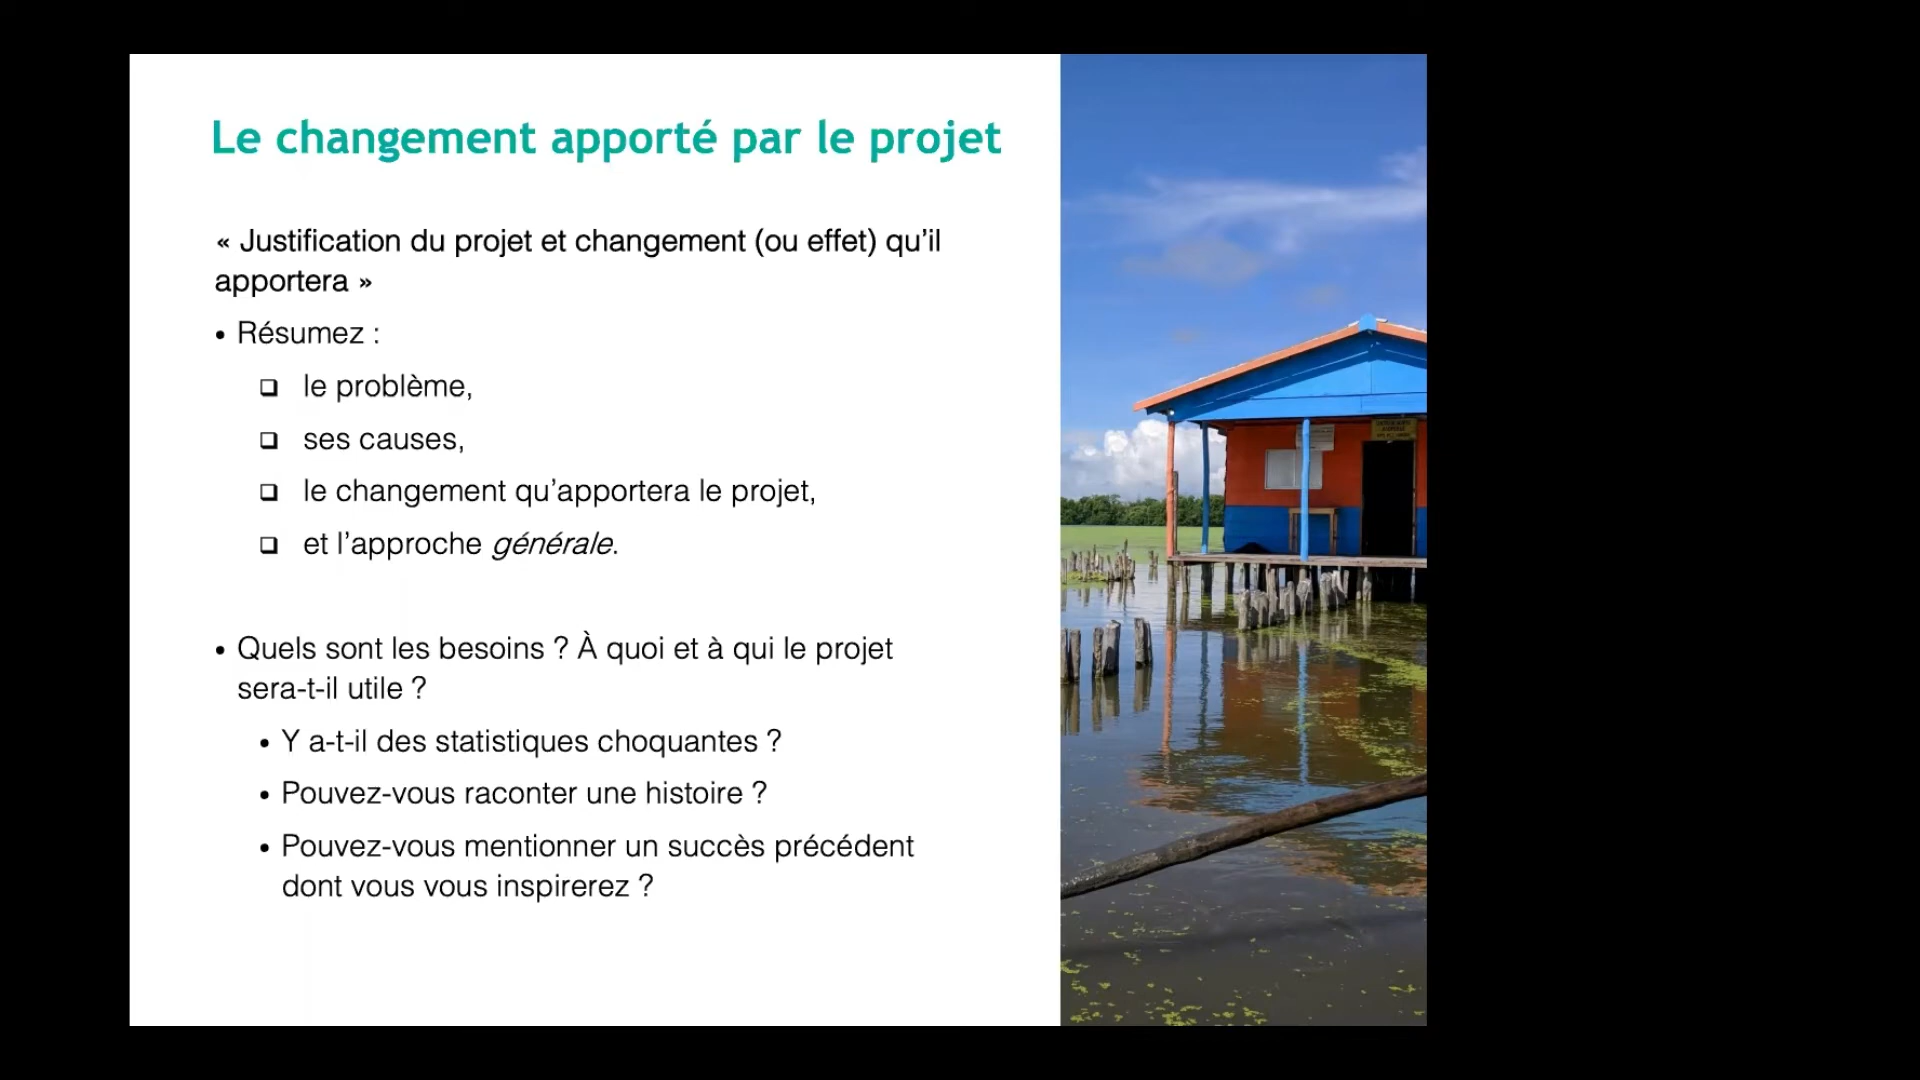 Le changement apporté par le projet
« Justification du projet et changement (ou effet) qu’il
apportera »
• Résumez :
❑ le problème,
❑ ses causes,
❑ le changement qu’apportera le projet,
❑ et l’approche générale.
• Quels sont les besoins ? À quoi et à qui le projet
sera-t-il utile ?
• Y a-t-il des statistiques choquantes ?
• Pouvez-vous raconter une histoire ?
• Pouvez-vous mentionner un succès précédent
dont vous vous inspirerez ?